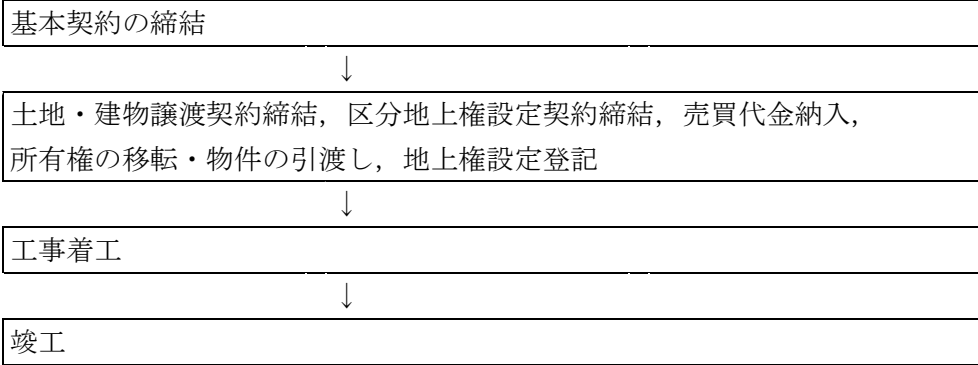 基本契約の締結
↓
土地・建物譲渡契約締結，区分地上権設定契約締結，売買代金納入，
所有権の移転・物件の引渡し，地上権設定登記
↓
工事着工
↓
竣工